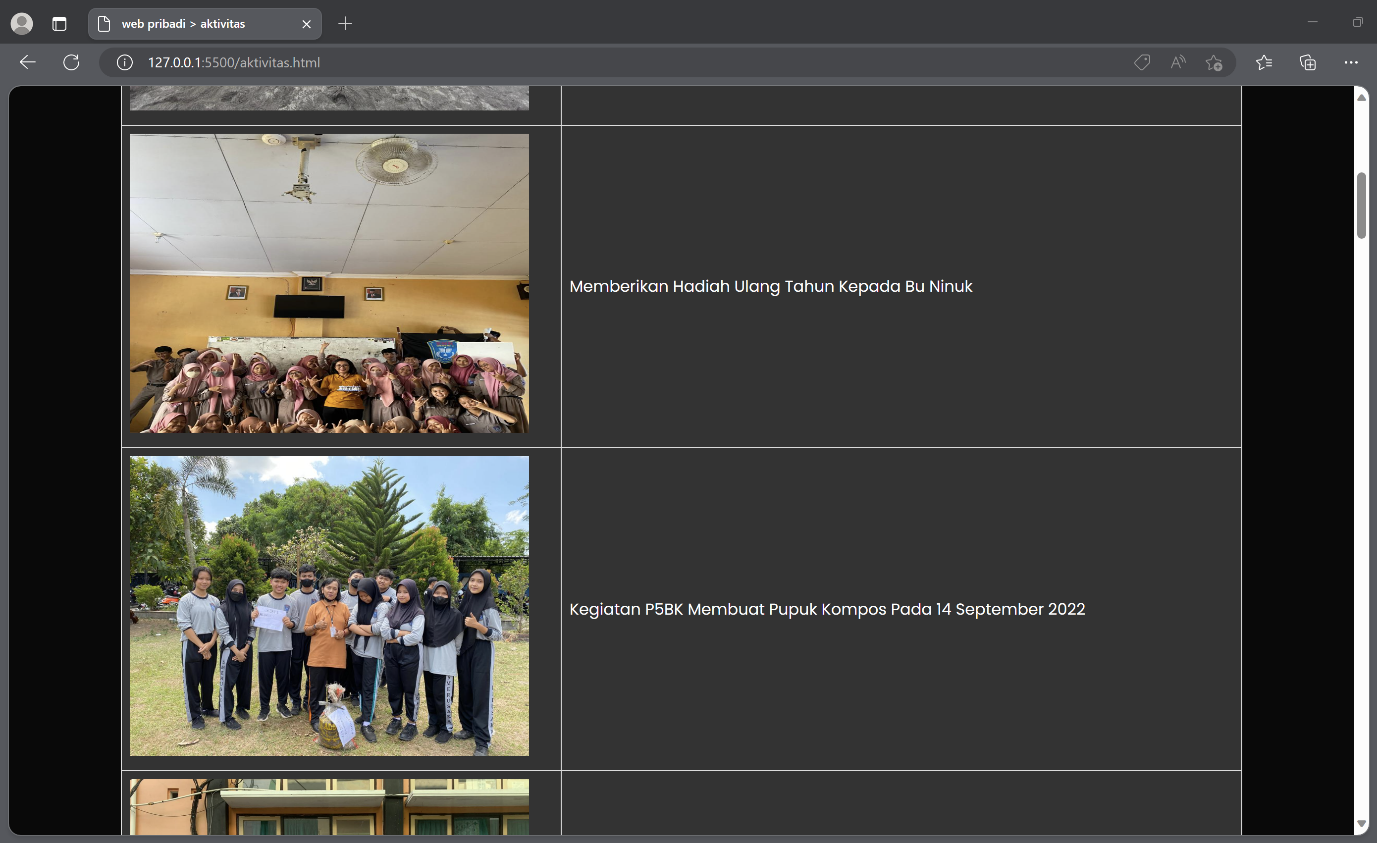 web pribadi > aktivitas
127.0.0.1:5500/aktivitas.html
Memberikan Hadiah Ulang Tahun Kepada Bu Ninuk
Kegiatan P5BK Membuat Pupuk Kompos Pada 14 September 2022